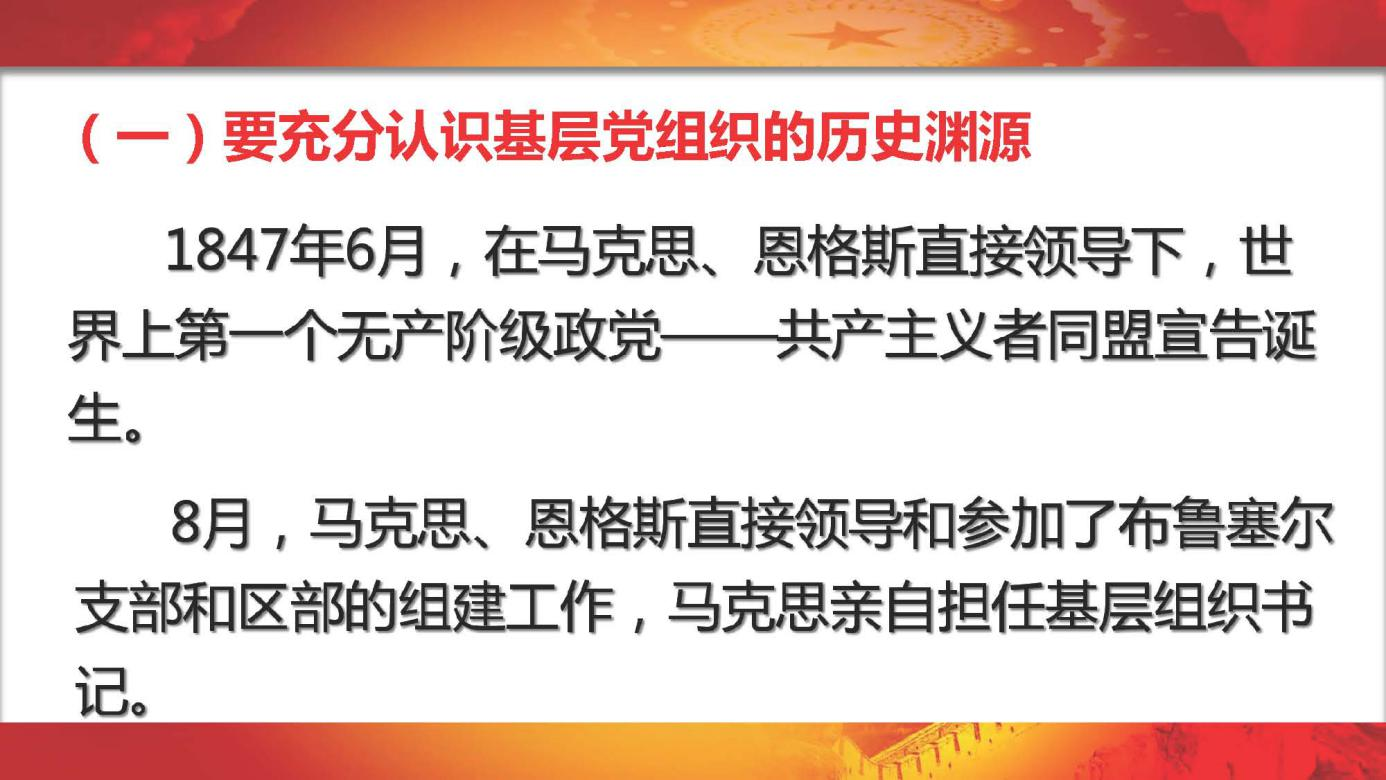 （一）要充分认识基层党组织的历史渊源
1847年6月，在马克思、恩格斯直接领导下，世
界上第一个无产阶级政党——共产主义者同盟宣告诞
生。
8月，马克思、恩格斯直接领导和参加了布鲁塞尔
支部和区部的组建工作，马克思亲自担任基层组织书
记。